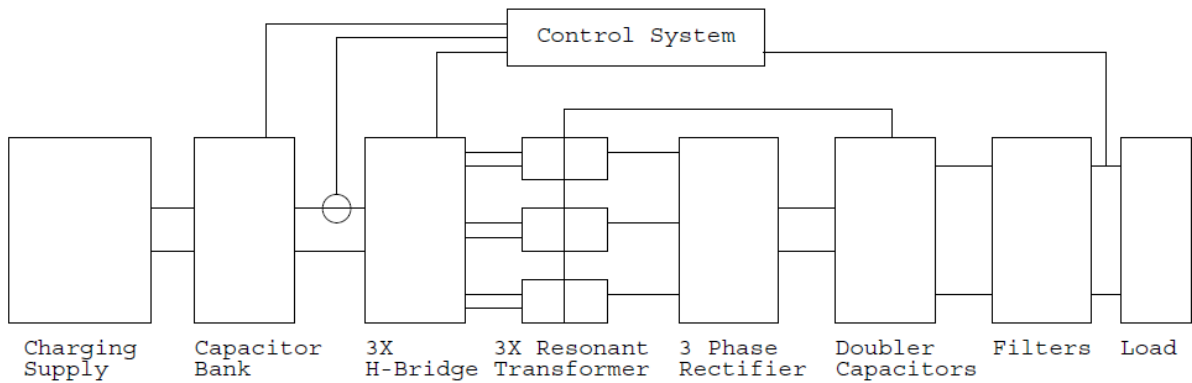 Control System
Charging Supply
Capacitor Bank
3X H-Bridge
3X Resonant Transformer
3 Phase Rectifier
Doubler Capacitors
Filters
Load